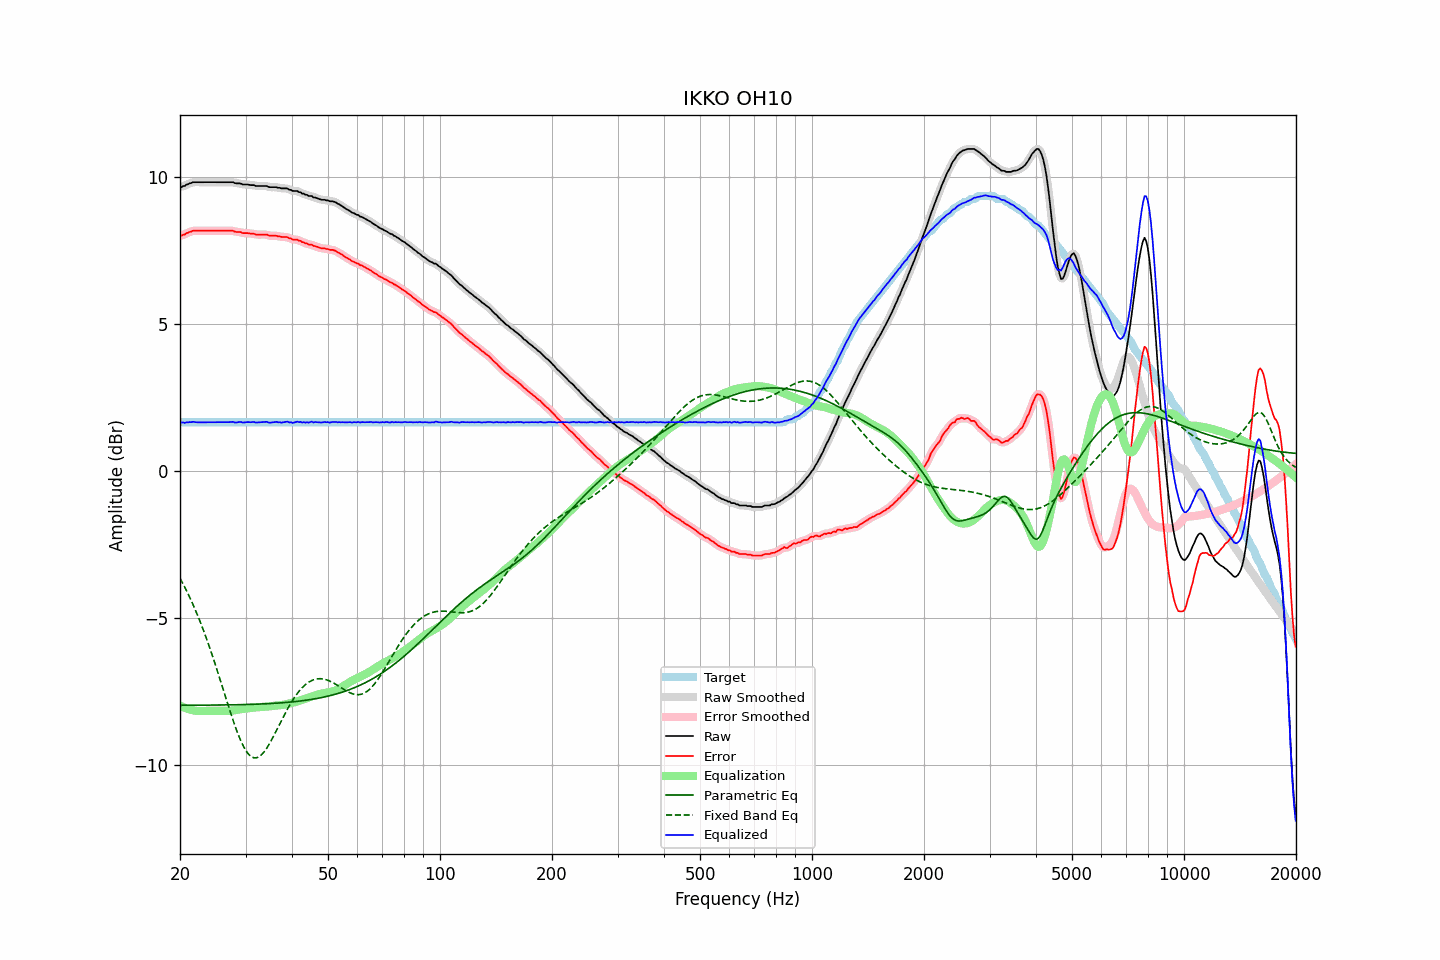 IKKO OH10
Amplitude (dBr)
10
5
0
−5
−10
Target
Raw Smoothed
Error Smoothed
Raw
Error
Equalization
Parametric Eq
Fixed Band Eq
Equalized
20 50 100 200 500 1000 2000 5000 10000 20000
Frequency (Hz)